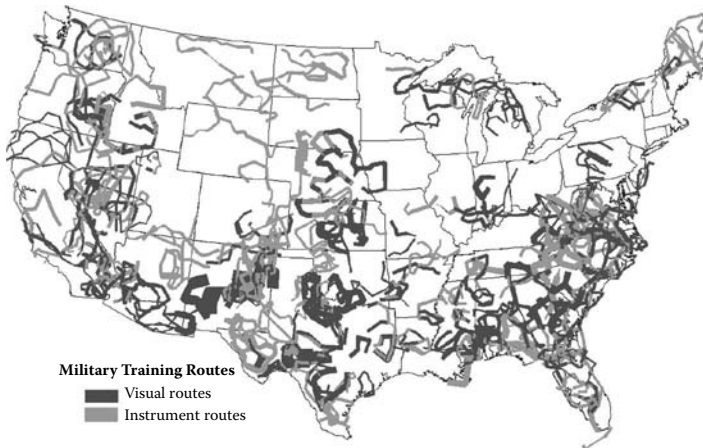 Military Training Routes
Visual routes
Instrument routes